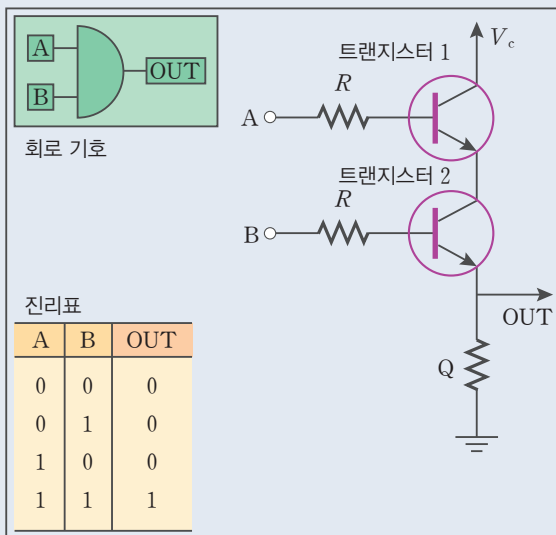 A
B
OUT
회로 기호
V_c
트랜지스터 1
R
A
트랜지스터 2
R
B
OUT
Q
진리표
A B OUT
0 0 0
0 1 0
1 0 0
1 1 1